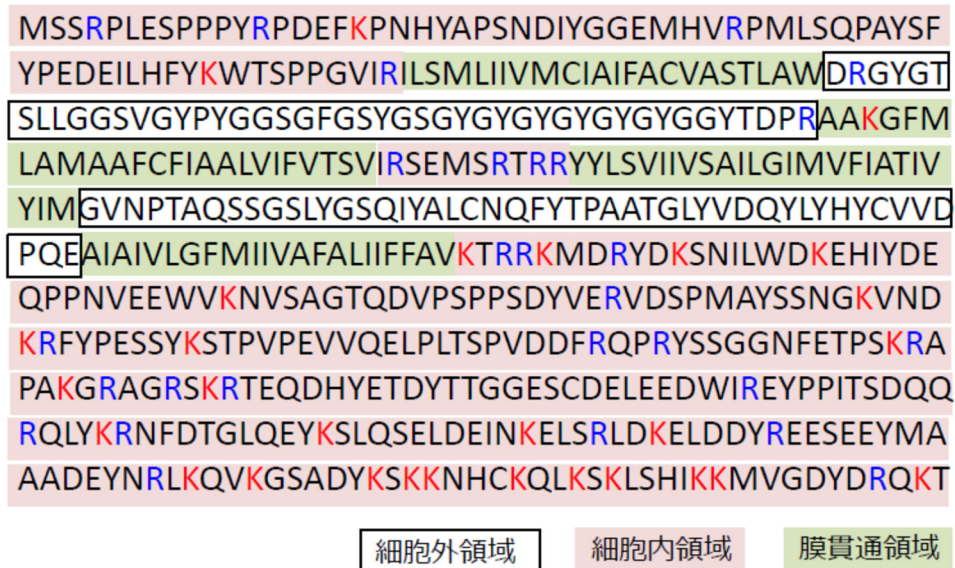 MSSRPLESPPPYRPDEFKPNHYAPSNDIYGGEMHVRPMLSQPAYSF
YPEDEILHFYKWTSPPGVIRILSMLIIVMCIAIFACVASTLAWDRGYGT
SLLGGSVGYPYGGSGFGSYGSGYGYGYGYGYGYGGYTDPRAAKGFM
LAMAAFCFIAALVIFVTSVIRSEMSRTRRYYLSVIIVSAILGIMVFIATIV
YIMGVNPTAQSSGSLYGSQIYALCNQFYTPAATGLYVDQYLYHYCVVD
PQEAIAIVLGFMIIVAFALIIFFAVKTRRKMDRYDKSNILWDKEHIYDE
QPPNVEEWVKNVSAGTQDVPSPPSDYVERVDSPMAYSSNGKVND
KRFYPESSYKSTPVPEVVQELPLTSPVDDFRQPRYSSGGNFETPSKRA
PAKGRAGRSKRTEQDHYETDYTTGGESCDELEEDWIREYPPITSDQQ
RQLYKRNFDTGLQEYKSLQSELDEINKELSRLDKELDDYREESEEYMA
AADEYNRLKQVKGSADYKSKKNHCKQLKSKLSHIKKMVGDYDRQKT
細胞外領域 細胞内領域 膜貫通領域